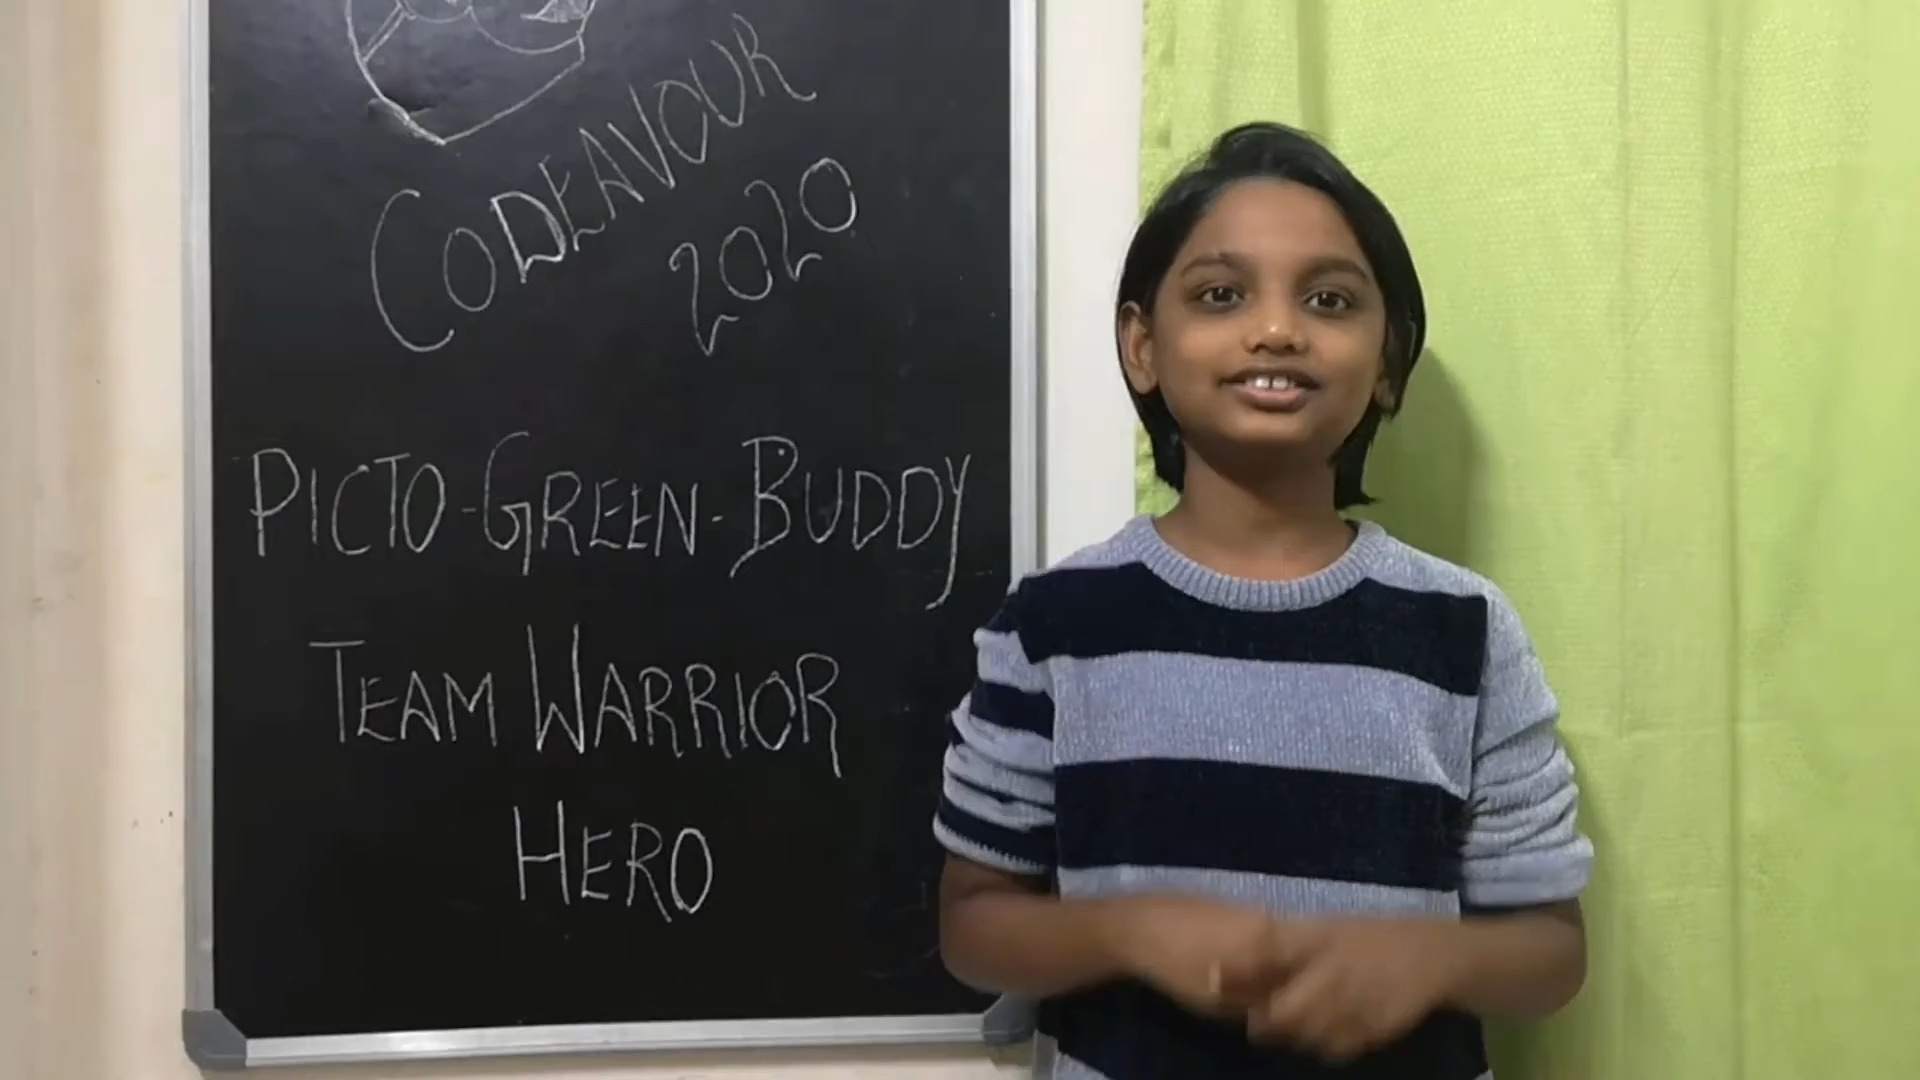 CODEAVOUR
2020
PICTO-GREEN-BUDDY
TEAM WARRIOR
HERO